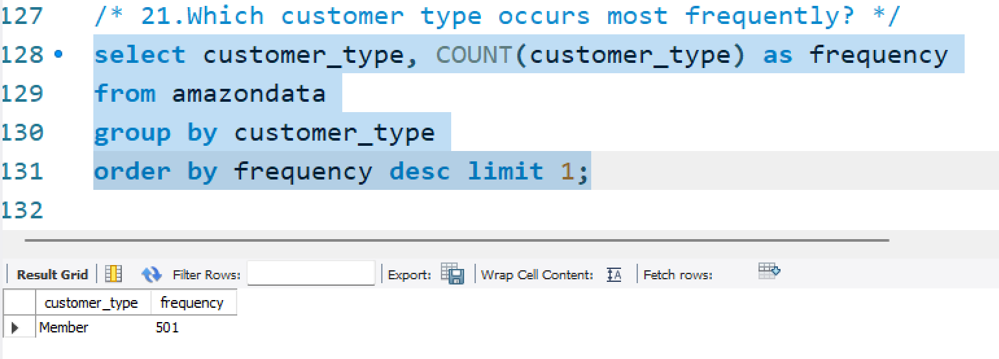 127 /* 21.Which customer type occurs most frequently? */
128 select customer_type, COUNT(customer_type) as frequency
129 from amazondata
130 group by customer_type
131 order by frequency desc limit 1;
132
Result Grid Filter Rows: Export: Wrap Cell Content: Fetch rows:
customer_type frequency
Member 501